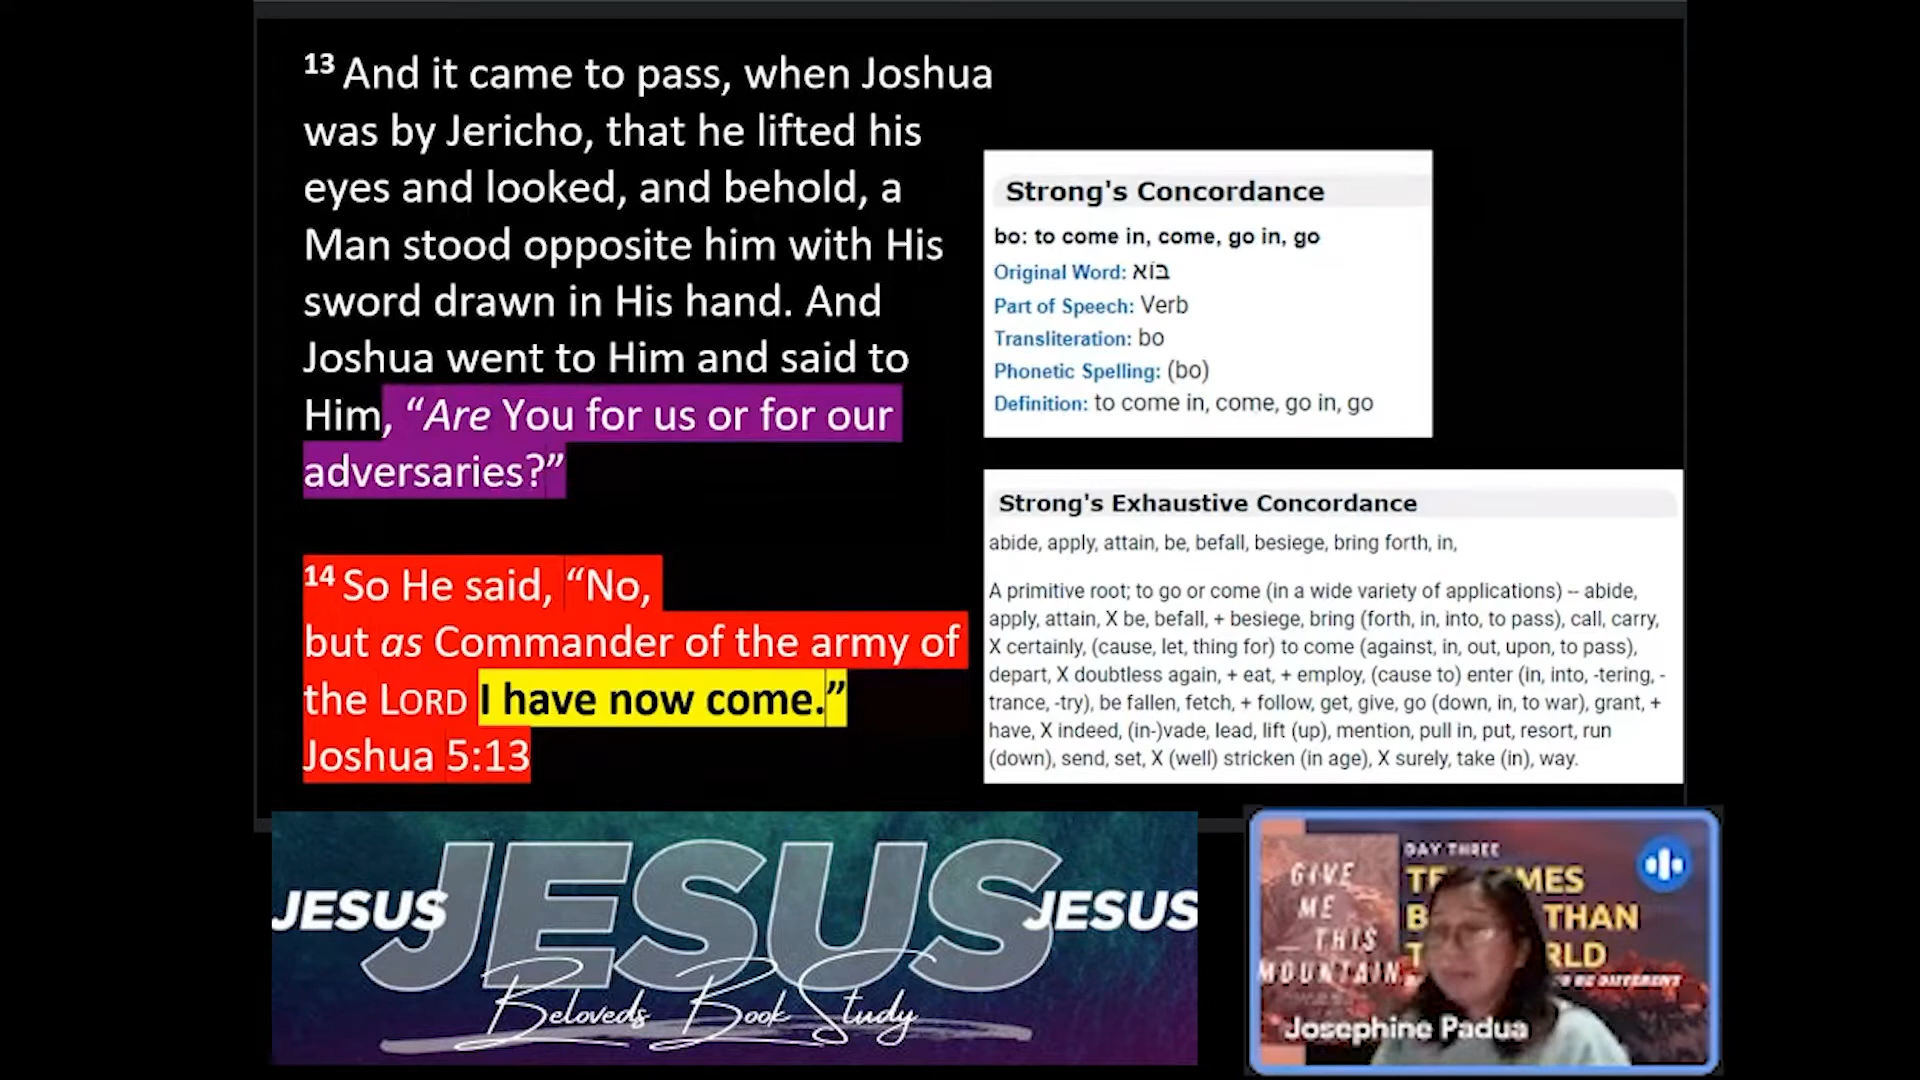 13 And it came to pass, when Joshua
was by Jericho, that he lifted his
eyes and looked, and behold, a
Man stood opposite him with His
sword drawn in His hand. And
Joshua went to Him and said to
Him, “Are You for us or for our
adversaries?”
14 So He said, “No,
but as Commander of the army of
the LORD I have now come.”
Joshua 5:13
Strong's Concordance
bo: to come in, come, go in, go
Original Word: בּוֹא
Part of Speech: Verb
Transliteration: bo
Phonetic Spelling: (bo)
Definition: to come in, come, go in, go
Strong's Exhaustive Concordance
abide, apply, attain, be, befall, besiege, bring forth, in,
A primitive root; to go or come (in a wide variety of applications) -- abide,
apply, attain, X be, befall, + besiege, bring (forth, in, into, to pass), call, carry,
X certainly, (cause, let, thing for) to come (against, in, out, upon, to pass),
depart, X doubtless again, + eat, + employ, (cause to) enter (in, into, -tering, -
trance, -try), be fallen, fetch, + follow, get, give, go (down, in, to war), grant, +
have, X indeed, (in-)vade, lead, lift (up), mention, pull in, put, resort, run
(down), send, set, X (well) stricken (in age), X surely, take (in), way.
JESUS
JESUS
JESUS
Beloveds Book Study
GIVE
ME
THIS
MOUNTAIN
DAY THREE
THAN
BE DIFFERENT
Josephine Padua